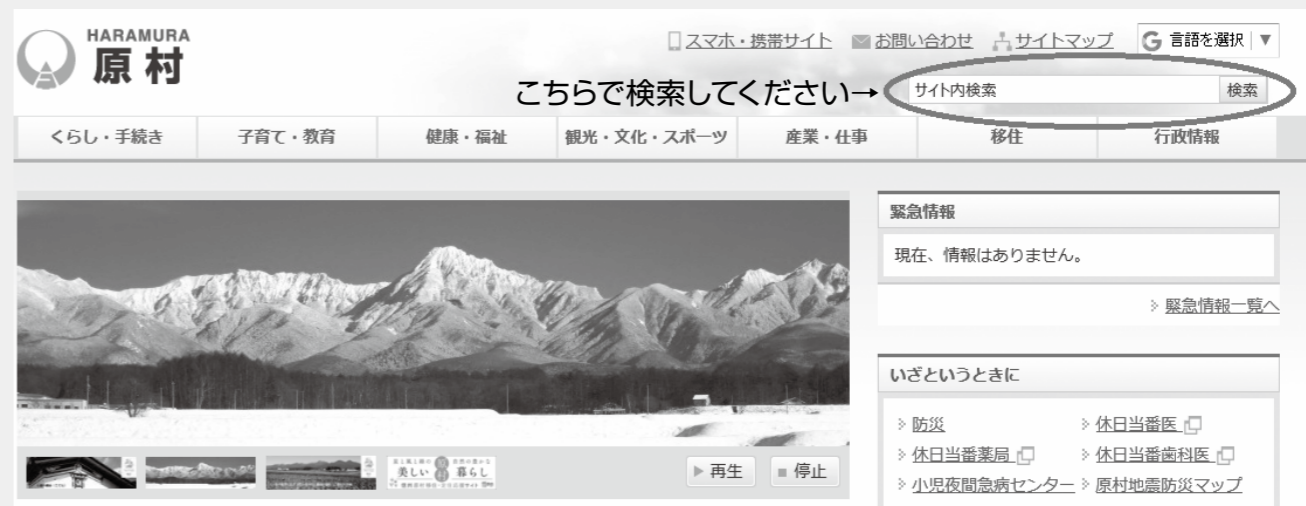 HARAMURA
原村
スマホ・携帯サイト
お問い合わせ
サイトマップ
G 言語を選択 ▼
こちらで検索してください→
サイト内検索
検索
くらし・手続き
子育て・教育
健康・福祉
観光・文化・スポーツ
産業・仕事
移住
行政情報
緊急情報
現在、情報はありません。
緊急情報一覧へ
いざというときに
防災
休日当番医
休日当番薬局
休日当番歯科医
小児夜間急病センター
原村地震防災マップ
美しい 原村 暮らし
再生
停止